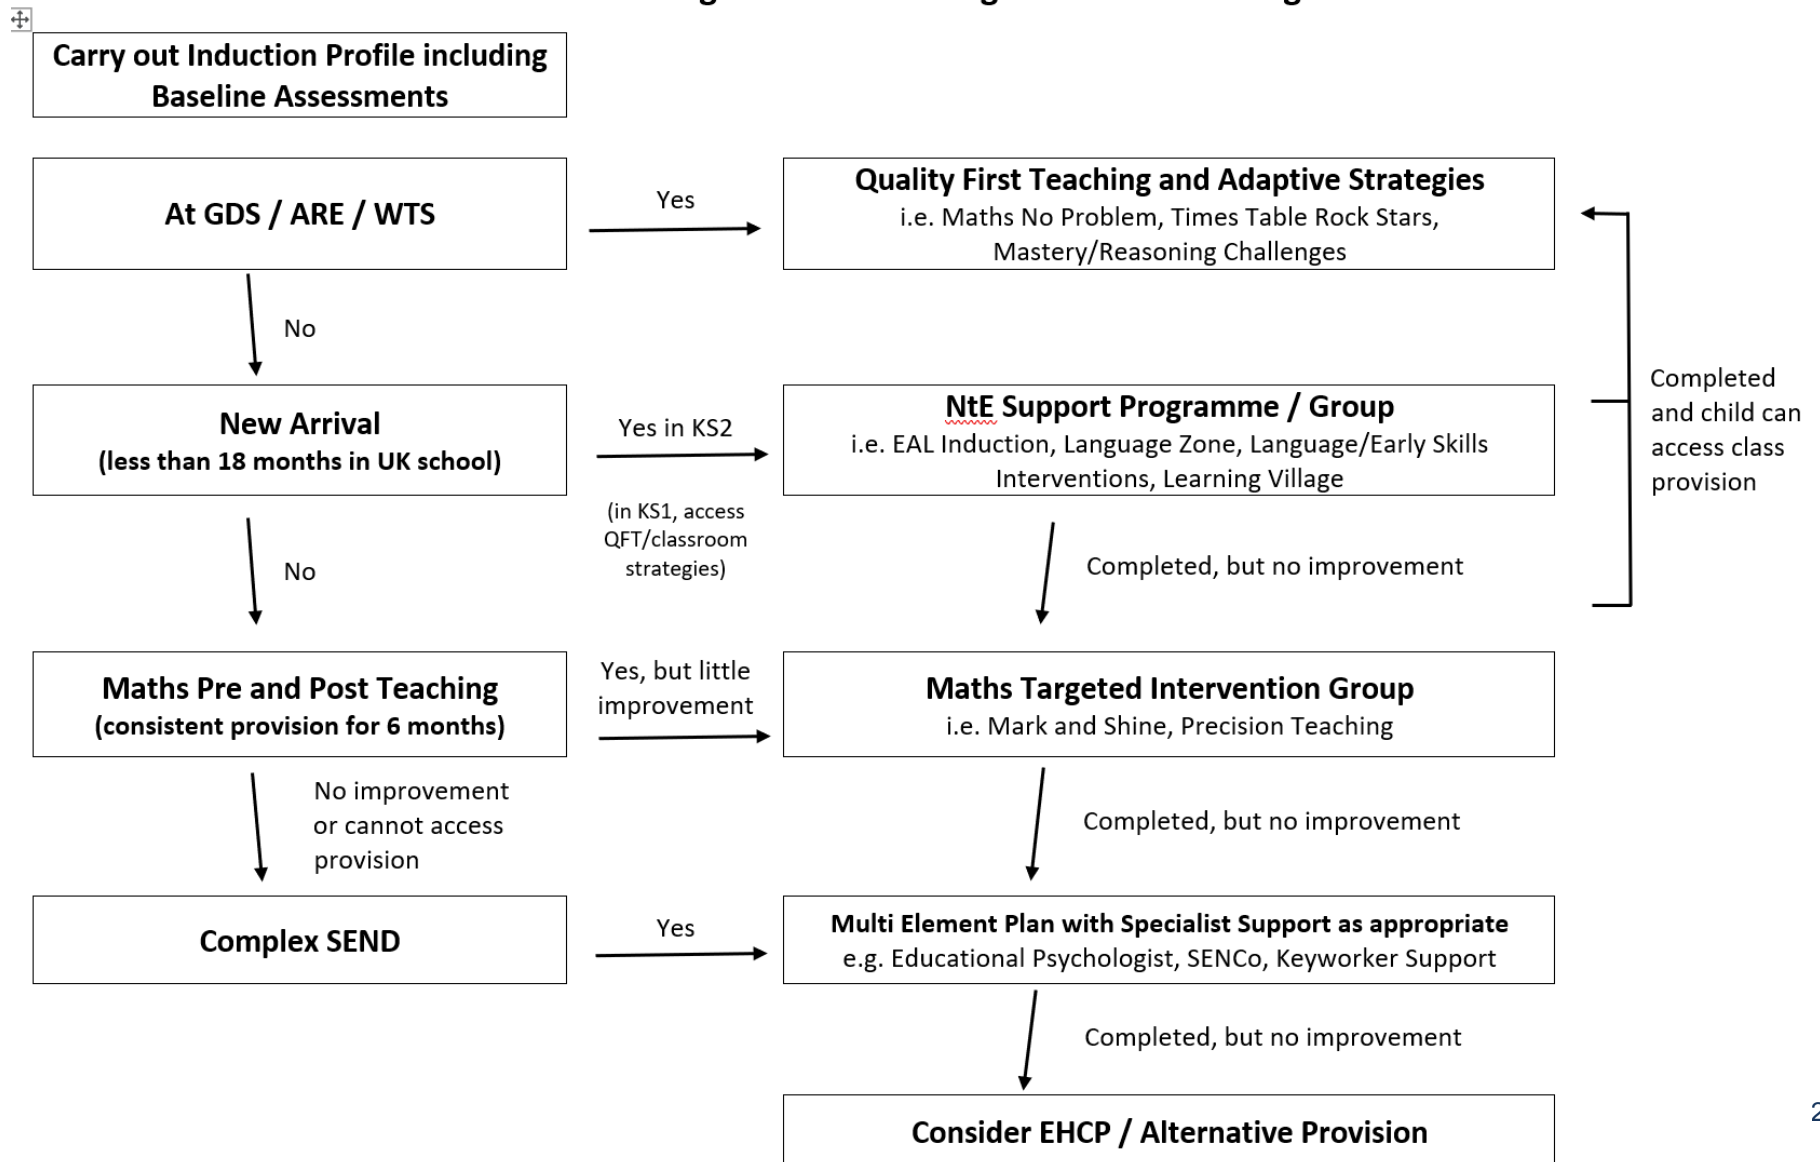 Carry out Induction Profile including
Baseline Assessments
At GDS / ARE / WTS
Yes
Quality First Teaching and Adaptive Strategies
i.e. Maths No Problem, Times Table Rock Stars,
Mastery/Reasoning Challenges
No
New Arrival
(less than 18 months in UK school)
Yes in KS2
(in KS1, access
QFT/classroom
strategies)
NtE Support Programme / Group
i.e. EAL Induction, Language Zone, Language/Early Skills
Interventions, Learning Village
Completed
and child can
access class
provision
No
Completed, but no improvement
Maths Pre and Post Teaching
(consistent provision for 6 months)
Yes, but little
improvement
Maths Targeted Intervention Group
i.e. Mark and Shine, Precision Teaching
No improvement
or cannot access
provision
Completed, but no improvement
Complex SEND
Yes
Multi Element Plan with Specialist Support as appropriate
e.g. Educational Psychologist, SENCo, Keyworker Support
Completed, but no improvement
Consider EHCP / Alternative Provision
2